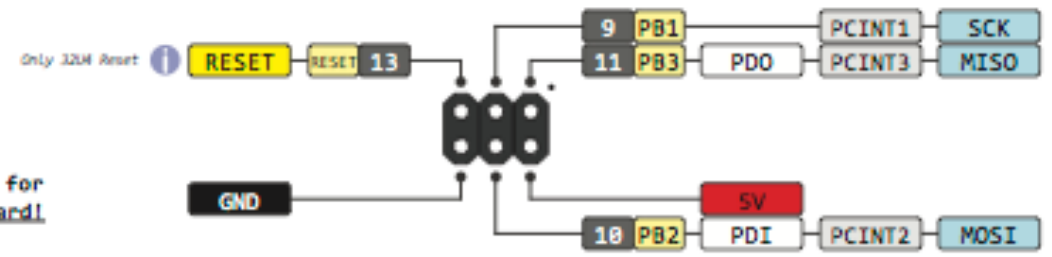 9 PB1 PCINT1 SCK
Only 32U4 Reset i RESET RESET 13 11 PB3 PDO PCINT3 MISO
for
ard!
GND 5V
10 PB2 PDI PCINT2 MOSI